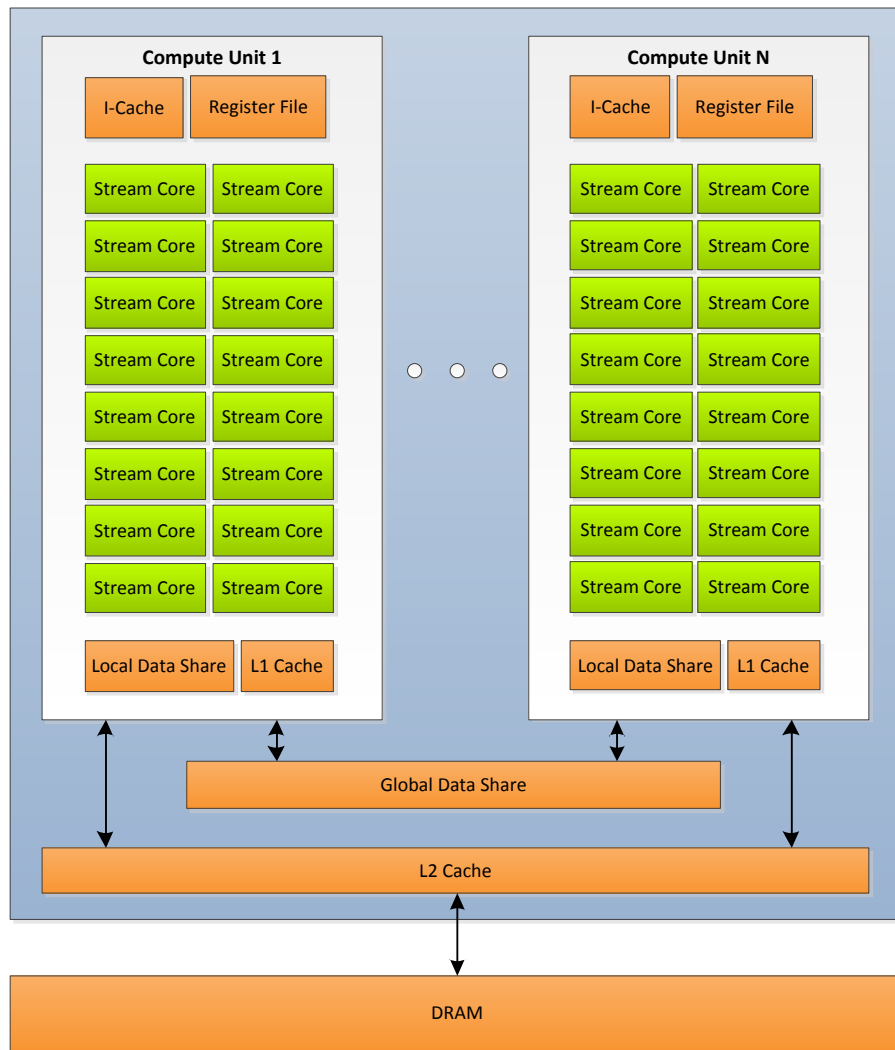 Compute Unit 1
I-Cache
Register File
Stream Core Stream Core
Stream Core Stream Core
Stream Core Stream Core
Stream Core Stream Core
Stream Core Stream Core
Stream Core Stream Core
Stream Core Stream Core
Stream Core Stream Core
Local Data Share
L1 Cache
Compute Unit N
I-Cache
Register File
Stream Core Stream Core
Stream Core Stream Core
Stream Core Stream Core
Stream Core Stream Core
Stream Core Stream Core
Stream Core Stream Core
Stream Core Stream Core
Stream Core Stream Core
Local Data Share
L1 Cache
Global Data Share
L2 Cache
DRAM